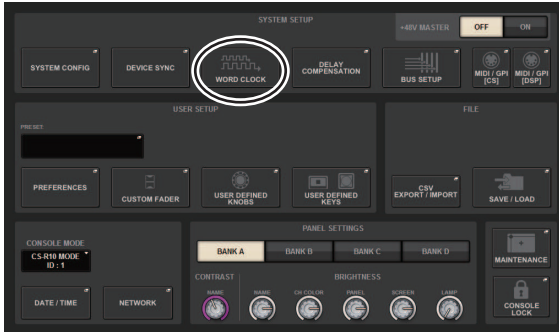 SYSTEM SETUP
+48V MASTER
OFF
ON
SYSTEM CONFIG
DEVICE SYNC
WORD CLOCK
DELAY
COMPENSATION
BUS SETUP
MIDI / GPI
[CS]
MIDI / GPI
[DSP]
USER SETUP
FILE
PRESET
PREFERENCES
CUSTOM FADER
USER DEFINED
KNOBS
USER DEFINED
KEYS
CSV
EXPORT / IMPORT
SAVE / LOAD
CONSOLE MODE
CS-R10 MODE
ID : 1
DATE / TIME
NETWORK
PANEL SETTINGS
BANK A
BANK B
BANK C
BANK D
CONTRAST
BRIGHTNESS
NAME
NAME
CH COLOR
PANEL
SCREEN
LAMP
MAINTENANCE
CONSOLE
LOCK